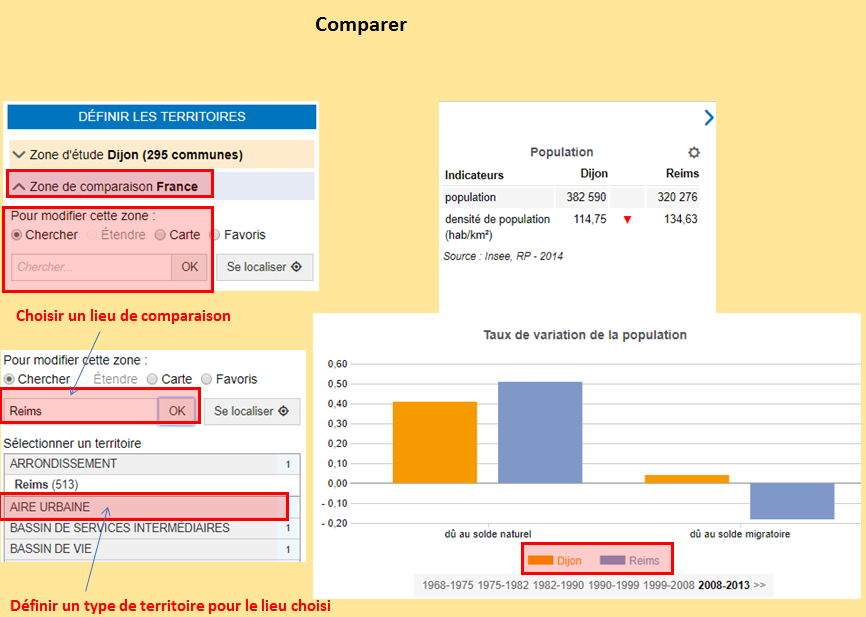 Comparer
DÉFINIR LES TERRITOIRES
Zone d'étude Dijon (295 communes)
Zone de comparaison France
Pour modifier cette zone :
Chercher Étendre Carte Favoris
Chercher... OK Se localiser
Choisir un lieu de comparaison
Pour modifier cette zone :
Chercher Étendre Carte Favoris
Reims OK Se localiser
Sélectionner un territoire
ARRONDISSEMENT 1
Reims (513)
AIRE URBAINE
BASSIN DE SERVICES INTERMÉDIAIRES 1
BASSIN DE VIE 1
Définir un type de territoire pour le lieu choisi
Population
Indicateurs Dijon Reims
population 382 590 320 276
densité de population 114,75 ▼ 134,63
(hab/km²)
Source : Insee, RP - 2014
Taux de variation de la population
0,60
0,50
0,40
0,30
0,20
0,10
0.00
- 0,10
- 0,20
dû au solde naturel dû au solde migratoire
Dijon Reims
1968-1975 1975-1982 1982-1990 1990-1999 1999-2008 2008-2013 >>